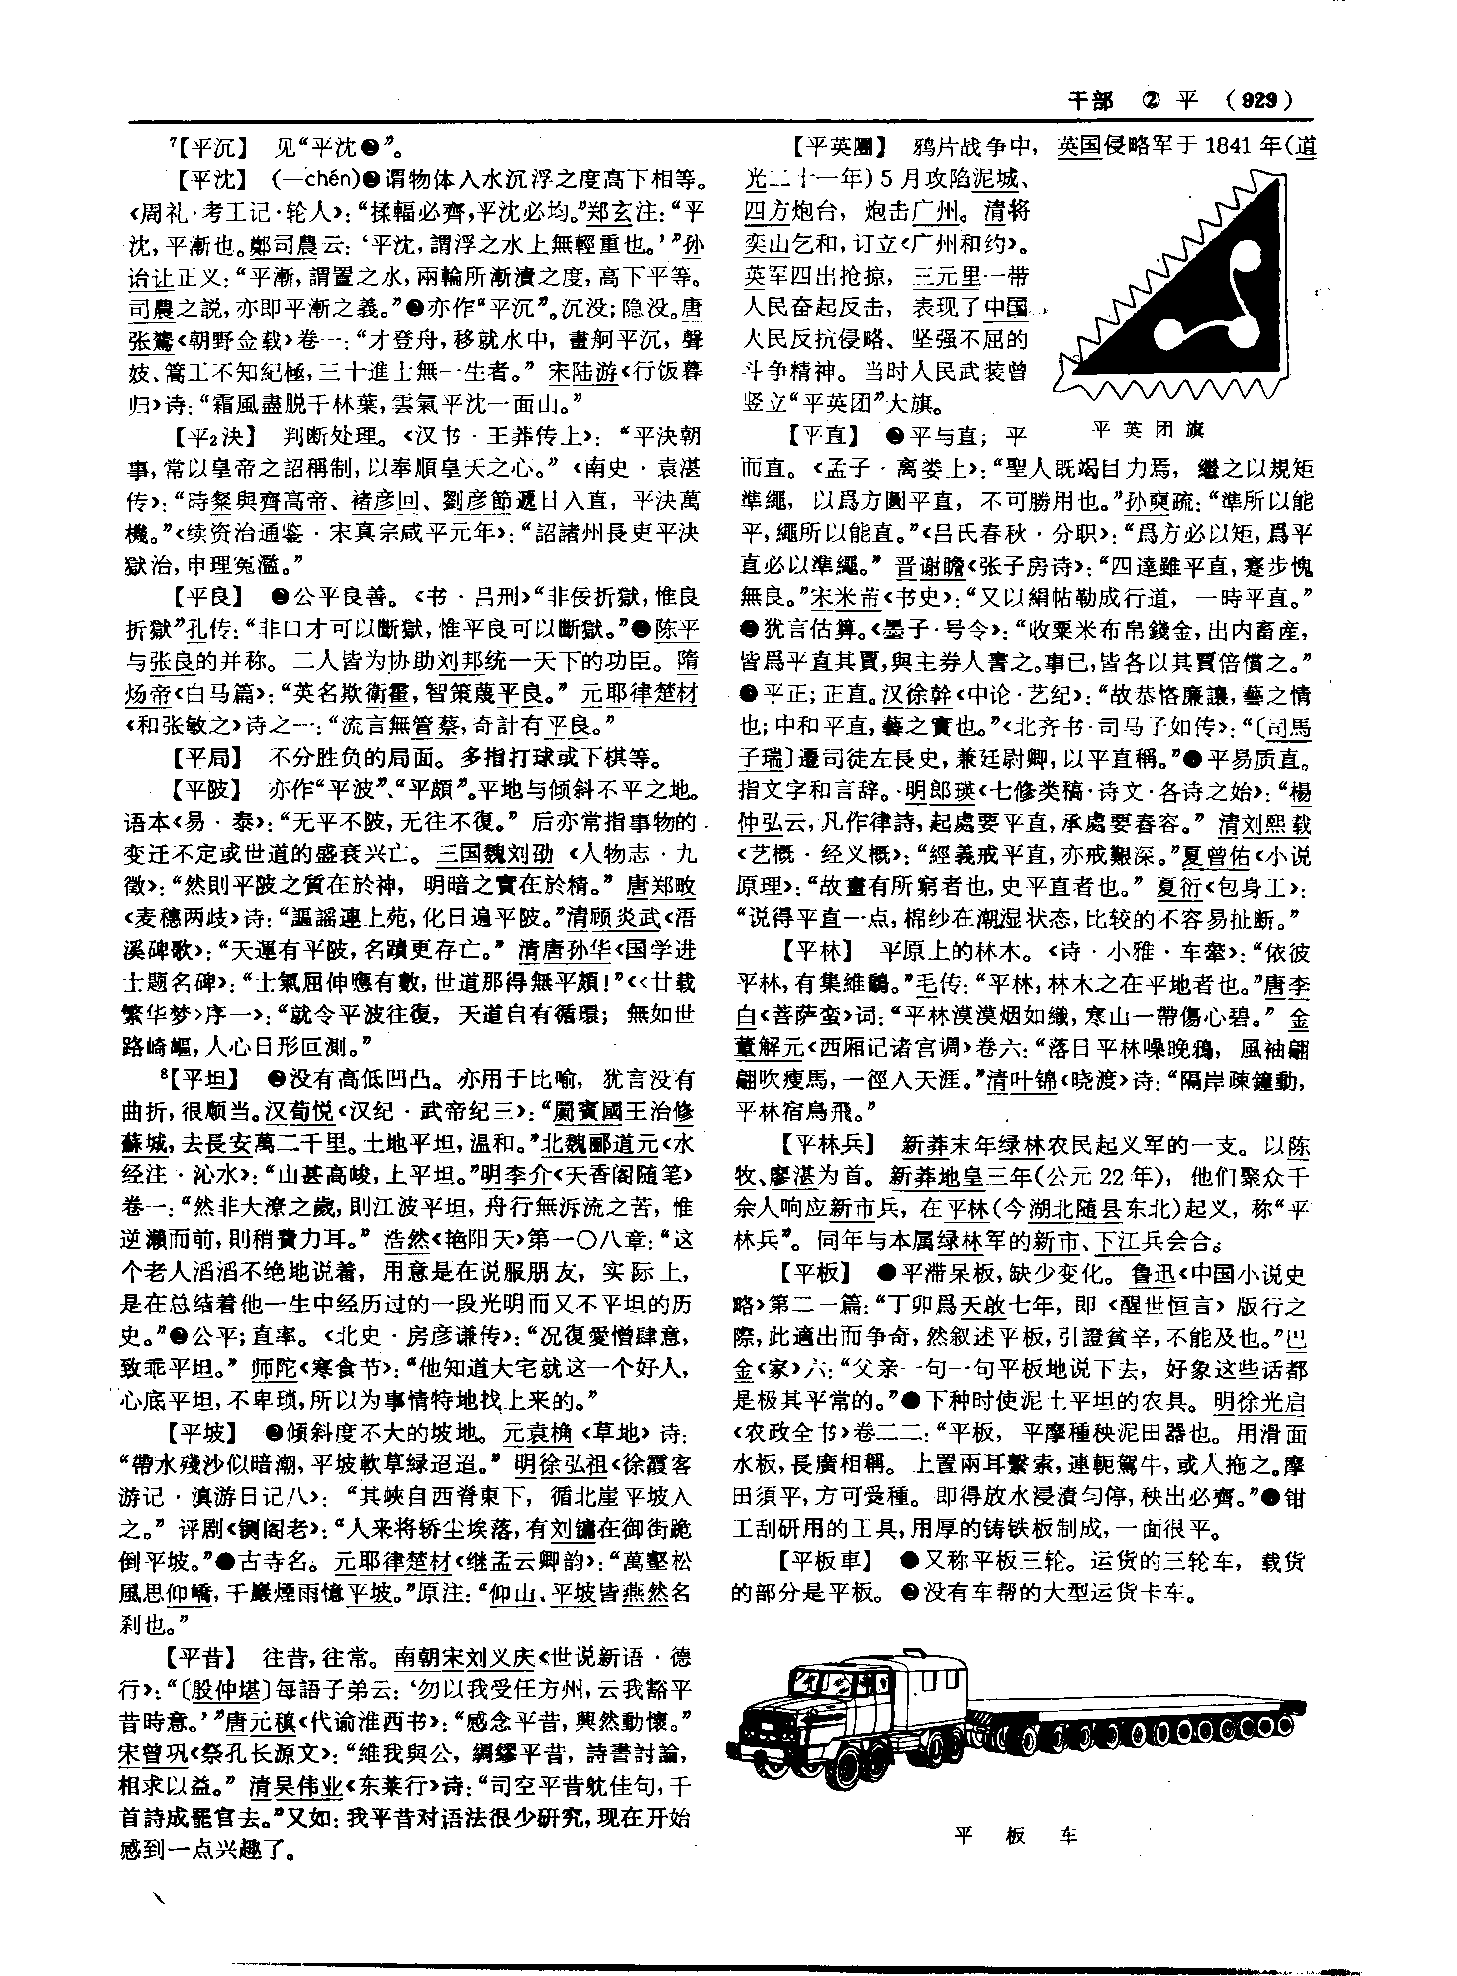 干部 ② 平 （929）
⁷【平沉】 见“平沈❷”。
【平沈】 (—chén)❶谓物体入水沉浮之度高下相等。
《周礼·考工记·轮人》：“揉輻必齊，平沈必均。”郑玄注：“平
沈，平漸也。鄭司農云：‘平沈，謂浮之水上無輕重也。’”孙
诒让正义：“平漸，謂置之水，兩輪所漸漬之度，高下平等。
司農之説，亦即平漸之義。”❷亦作“平沉”。沉没；隐没。唐
张鷟《朝野佥载》卷一：“才登舟，移就水中，畫舸平沉，聲
妓、篙工不知紀極，三十進士無一生者。” 宋陆游《行饭暮
归》诗：“霜風盡脱千林葉，雲氣平沈一面山。”
【平₂決】 判断处理。《汉书·王莽传上》：“平決朝
事，常以皇帝之詔稱制，以奉順皇天之心。”《南史·袁湛
传》：“時粲與齊高帝、褚彦回、劉彦節遞日入直，平決萬
機。”《续资治通鉴·宋真宗咸平元年》：“詔諸州長吏平決
獄治，申理冤濫。”
【平良】 ❶公平良善。《书·吕刑》“非佞折獄，惟良
折獄”孔传：“非口才可以斷獄，惟平良可以斷獄。”❷陈平
与张良的并称。二人皆为协助刘邦统一天下的功臣。隋
炀帝《白马篇》：“英名欺衛霍，智策蔑平良。” 元耶律楚材
《和张敏之》诗之一：“流言無管蔡，奇計有平良。”
【平局】 不分胜负的局面。多指打球或下棋等。
【平陂】 亦作“平波”、“平頗”。平地与倾斜不平之地。
语本《易·泰》：“无平不陂，无往不復。” 后亦常指事物的
变迁不定或世道的盛衰兴亡。三国魏刘劭《人物志·九
徵》：“然則平陂之質在於神，明暗之實在於精。” 唐郑畋
《麦穗两歧》诗：“謳謡連上苑，化日遍平陂。”清顾炎武《浯
溪碑歌》：“天運有平陂，名蹟更存亡。” 清唐孙华《国学进
士题名碑》：“士氣屈伸應有數，世道那得無平頗！”《〈廿载
繁华梦〉序一》：“就令平波往復，天道自有循環；無如世
路崎嶇，人心日形叵測。”
⁸【平坦】 ❶没有高低凹凸。亦用于比喻，犹言没有
曲折，很顺当。汉荀悦《汉纪·武帝纪三》：“罽賓國王治修
蘇城，去長安萬二千里。土地平坦，温和。”北魏郦道元《水
经注·沁水》：“山甚高峻，上平坦。”明李介《天香阁随笔》
卷一：“然非大潦之歲，則江波平坦，舟行無泝流之苦，惟
逆瀨而前，則稍費力耳。” 浩然《艳阳天》第一〇八章：“这
个老人滔滔不绝地说着，用意是在说服朋友，实际上，
是在总结着他一生中经历过的一段光明而又不平坦的历
史。”❷公平；直率。《北史·房彦谦传》：“况復愛憎肆意，
致乖平坦。” 师陀《寒食节》：“他知道大宅就这一个好人，
心底平坦，不卑琐，所以为事情特地找上来的。”
【平坡】 ❶倾斜度不大的坡地。元袁桷《草地》诗：
“帶水殘沙似暗潮，平坡軟草緑迢迢。” 明徐弘祖《徐霞客
游记·滇游日记八》：“其峽自西脊東下，循北崖平坡入
之。” 评剧《铡阁老》：“人来将轿尘埃落，有刘镛在御街跪
倒平坡。”❷古寺名。元耶律楚材《继孟云卿韵》：“萬壑松
風思仰嶠，千巖煙雨憶平坡。”原注：“仰山、平坡皆燕然名
刹也。”
【平昔】 往昔，往常。南朝宋刘义庆《世说新语·德
行》：“〔殷仲堪〕每語子弟云：‘勿以我受任方州，云我豁平
昔時意。’”唐元稹《代谕淮西书》：“感念平昔，興然動懷。”
宋曾巩《祭孔长源文》：“維我與公，綢繆平昔，詩書討論，
相求以益。” 清吴伟业《东莱行》诗：“司空平昔躭佳句，千
首詩成罷官去。”又如：我平昔对语法很少研究，现在开始
感到一点兴趣了。
【平英團】 鸦片战争中，英国侵略军于1841年(道
光二十一年)5月攻陷泥城、
四方炮台，炮击广州。清将
奕山乞和，订立《广州和约》。
英军四出抢掠，三元里一带
人民奋起反击，表现了中国
人民反抗侵略、坚强不屈的
斗争精神。当时人民武装曾
竖立“平英团”大旗。
平英团旗
【平直】 ❶平与直；平
而直。《孟子·离娄上》：“聖人既竭目力焉，繼之以規矩
準繩，以爲方圓平直，不可勝用也。”孙奭疏：“準所以能
平，繩所以能直。”《吕氏春秋·分职》：“爲方必以矩，爲平
直必以準繩。” 晋谢瞻《张子房诗》：“四達雖平直，蹇步愧
無良。”宋米芾《书史》：“又以絹帖勒成行道，一時平直。”
❷犹言估算。《墨子·号令》：“收粟米布帛錢金，出内畜産，
皆爲平直其賈，與主券人書之。事已，皆各以其賈倍償之。”
❸平正；正直。汉徐幹《中论·艺纪》：“故恭恪廉讓，藝之情
也；中和平直，藝之實也。”《北齐书·司马子如传》：“〔司馬
子瑞〕遷司徒左長史，兼廷尉卿，以平直稱。”❹平易质直。
指文字和言辞。明郎瑛《七修类稿·诗文·各诗之始》：“楊
仲弘云，凡作律詩，起處要平直，承處要舂容。” 清刘熙载
《艺概·经义概》：“經義戒平直，亦戒艱深。”夏曾佑《小说
原理》：“故畫有所窮者也，史平直者也。” 夏衍《包身工》：
“说得平直一点，棉纱在潮湿状态，比较的不容易扯断。”
【平林】 平原上的林木。《诗·小雅·车舝》：“依彼
平林，有集維鷮。”毛传：“平林，林木之在平地者也。”唐李
白《菩萨蛮》词：“平林漠漠烟如織，寒山一帶傷心碧。” 金
董解元《西厢记诸宫调》卷六：“落日平林噪晚鴉，風袖翩
翩吹瘦馬，一徑入天涯。”清叶锦《晓渡》诗：“隔岸疎鐘動，
平林宿鳥飛。”
【平林兵】 新莽末年绿林农民起义军的一支。以陈
牧、廖湛为首。新莽地皇三年(公元22年)，他们聚众千
余人响应新市兵，在平林(今湖北随县东北)起义，称“平
林兵”。同年与本属绿林军的新市、下江兵会合。
【平板】 ❶平滞呆板，缺少变化。鲁迅《中国小说史
略》第二一篇：“丁卯爲天啟七年，即《醒世恒言》版行之
際，此適出而争奇，然叙述平板，引證貧辛，不能及也。”巴
金《家》六：“父亲一句一句平板地说下去，好象这些话都
是极其平常的。”❷下种时使泥土平坦的农具。明徐光启
《农政全书》卷二二：“平板，平摩種秧泥田器也。用滑面
水板，長廣相稱。上置兩耳繫索，連軛駕牛，或人拖之。摩
田須平，方可受種。即得放水浸漬匀停，秧出必齊。”❸钳
工刮研用的工具，用厚的铸铁板制成，一面很平。
【平板車】 ❶又称平板三轮。运货的三轮车，载货
的部分是平板。❷没有车帮的大型运货卡车。
平板车